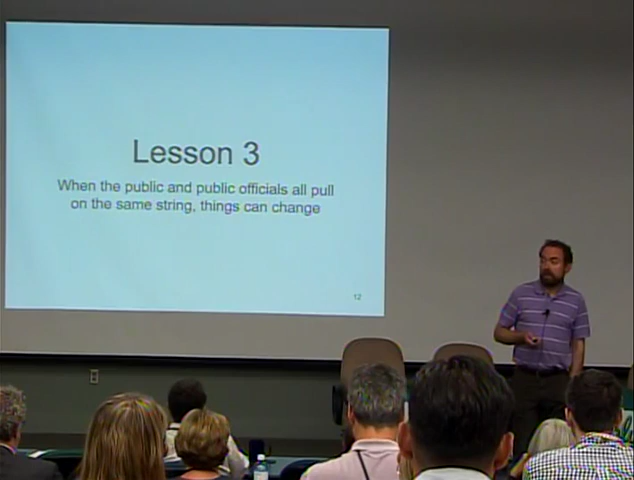 Lesson 3
When the public and public officials all pull
on the same string, things can change
12